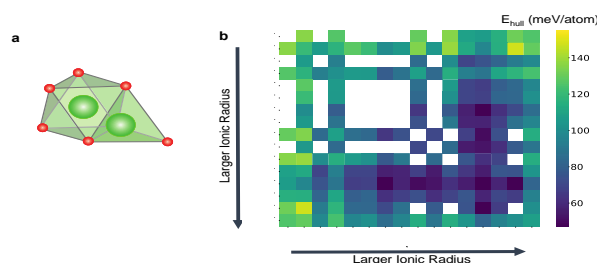 a
b
E_hull (meV/atom)
Larger Ionic Radius
140
120
100
80
60
Larger Ionic Radius